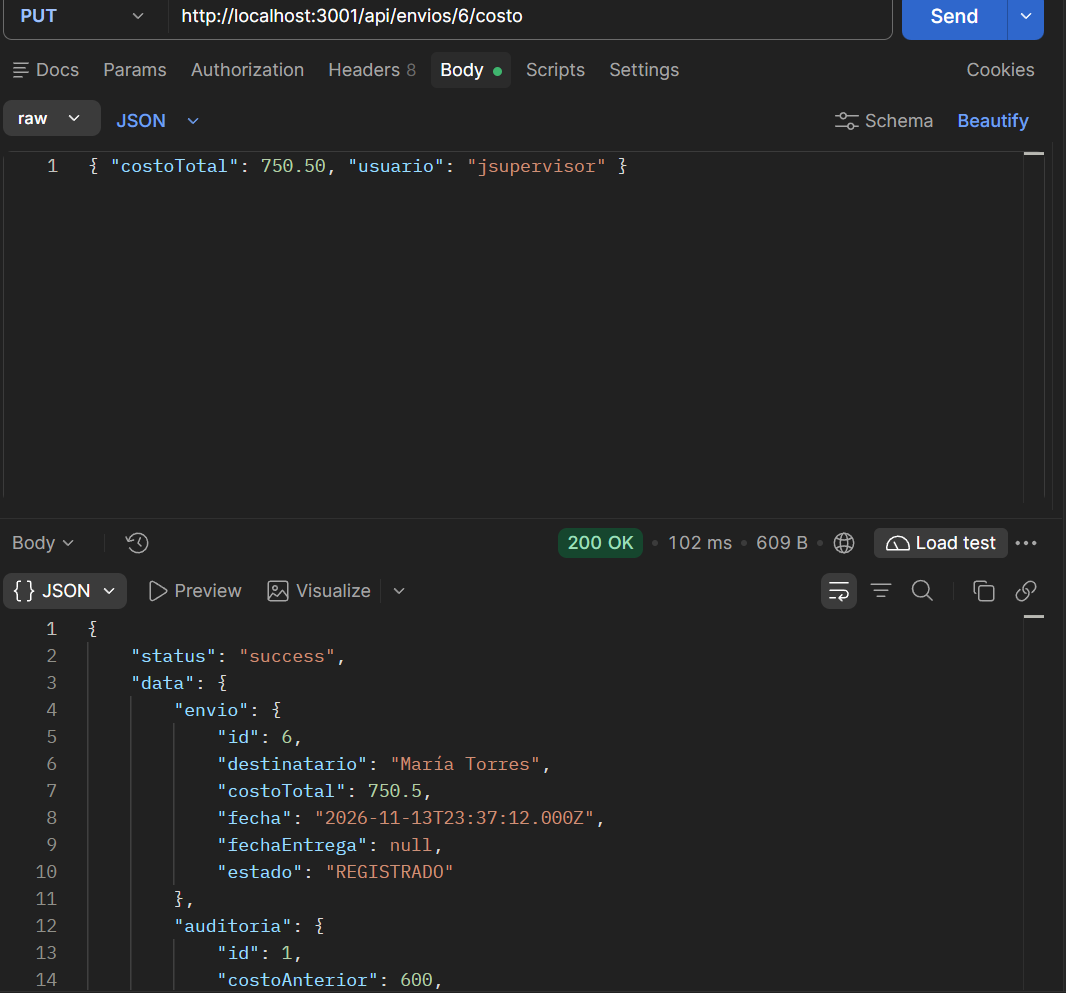 PUT http://localhost:3001/api/envios/6/costo Send
Docs Params Authorization Headers 8 Body Scripts Settings Cookies
raw JSON Schema Beautify
1 { "costoTotal": 750.50, "usuario": "jsupervisor" }
Body 200 OK • 102 ms • 609 B • Load test
{} JSON Preview Visualize
1 {
2 "status": "success",
3 "data": {
4 "envio": {
5 "id": 6,
6 "destinatario": "María Torres",
7 "costoTotal": 750.5,
8 "fecha": "2026-11-13T23:37:12.000Z",
9 "fechaEntrega": null,
10 "estado": "REGISTRADO"
11 },
12 "auditoria": {
13 "id": 1,
14 "costoAnterior": 600,